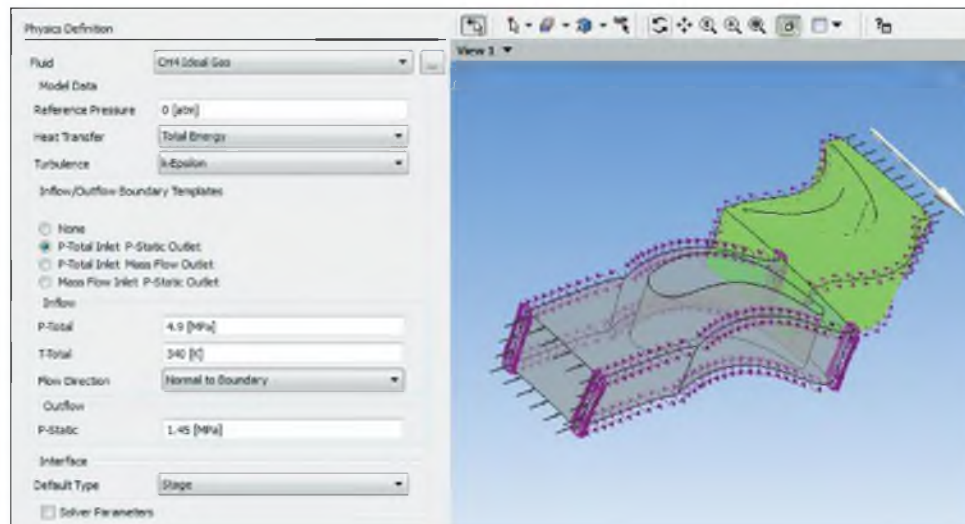 Physics Definition
Fluid CH4 Ideal Gas ...
Model Data
Reference Pressure 0 [atm]
Heat Transfer Total Energy
Turbulence k-Epsilon
Inflow/Outflow Boundary Templates
None
P-Total Inlet P-Static Outlet
P-Total Inlet Mass Flow Outlet
Mass Flow Inlet P-Static Outlet
Inflow
P-Total 4.9 [MPa]
T-Total 340 [K]
Flow Direction Normal to Boundary
Outflow
P-Static 1.45 [MPa]
Interface
Default Type Stage
Solver Parameters
View 1